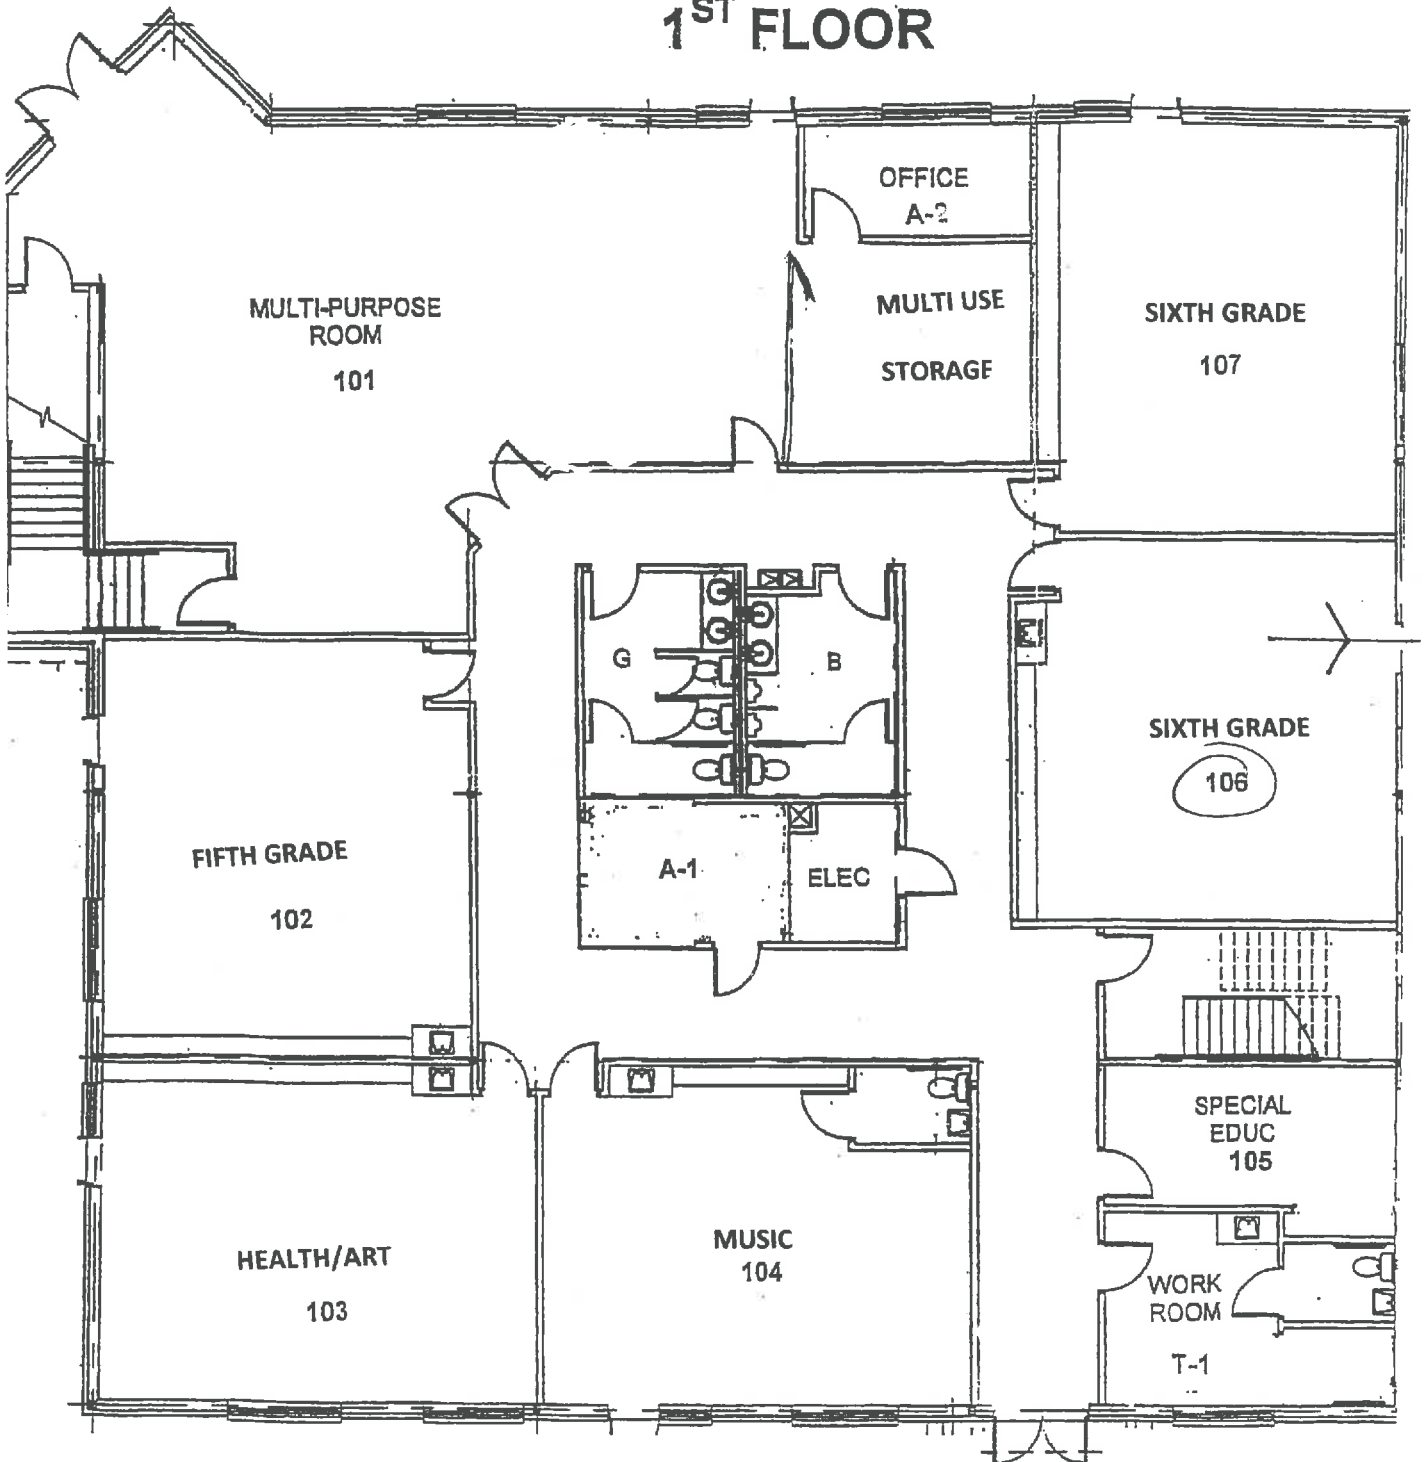 1ST FLOOR
OFFICE
A-2
MULTI-PURPOSE
ROOM
101
MULTI USE
STORAGE
SIXTH GRADE
107
G
B
SIXTH GRADE
106
FIFTH GRADE
102
A-1
ELEC
SPECIAL
EDUC
105
HEALTH/ART
103
MUSIC
104
WORK
ROOM
T-1